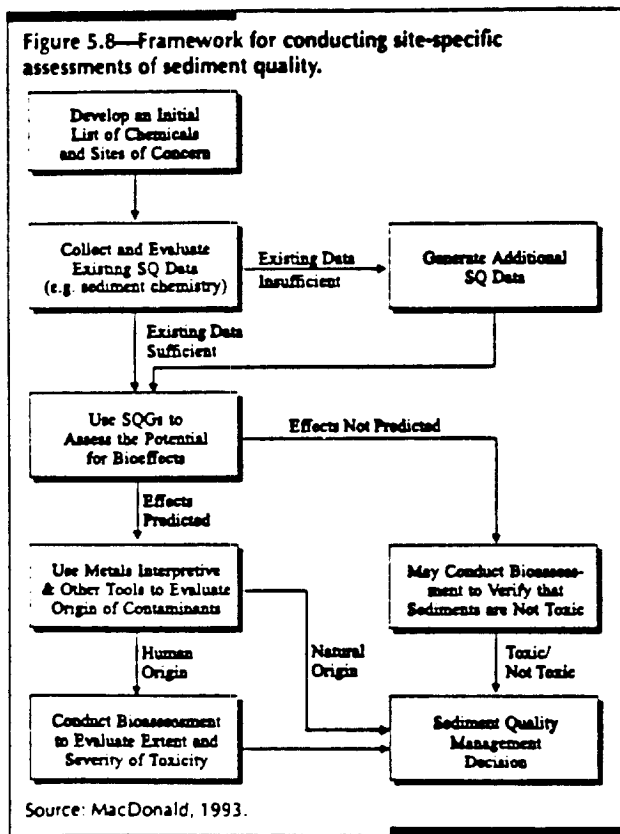 Figure 5.8—Framework for conducting site-specific
assessments of sediment quality.
Develop an Initial
List of Chemicals
and Sites of Concern
Collect and Evaluate
Existing SQ Data
(e.g. sediment chemistry)
Existing Data
Insufficient
Generate Additional
SQ Data
Existing Data
Sufficient
Use SQGs to
Assess the Potential
for Bioeffects
Effects Not Predicted
Effects
Predicted
Use Metals Interpretive
& Other Tools to Evaluate
Origin of Contaminants
May Conduct Bioassess-
ment to Verify that
Sediments are Not Toxic
Human
Origin
Natural
Origin
Toxic/
Not Toxic
Conduct Bioassessment
to Evaluate Extent and
Severity of Toxicity
Sediment Quality
Management
Decision
Source: MacDonald, 1993.